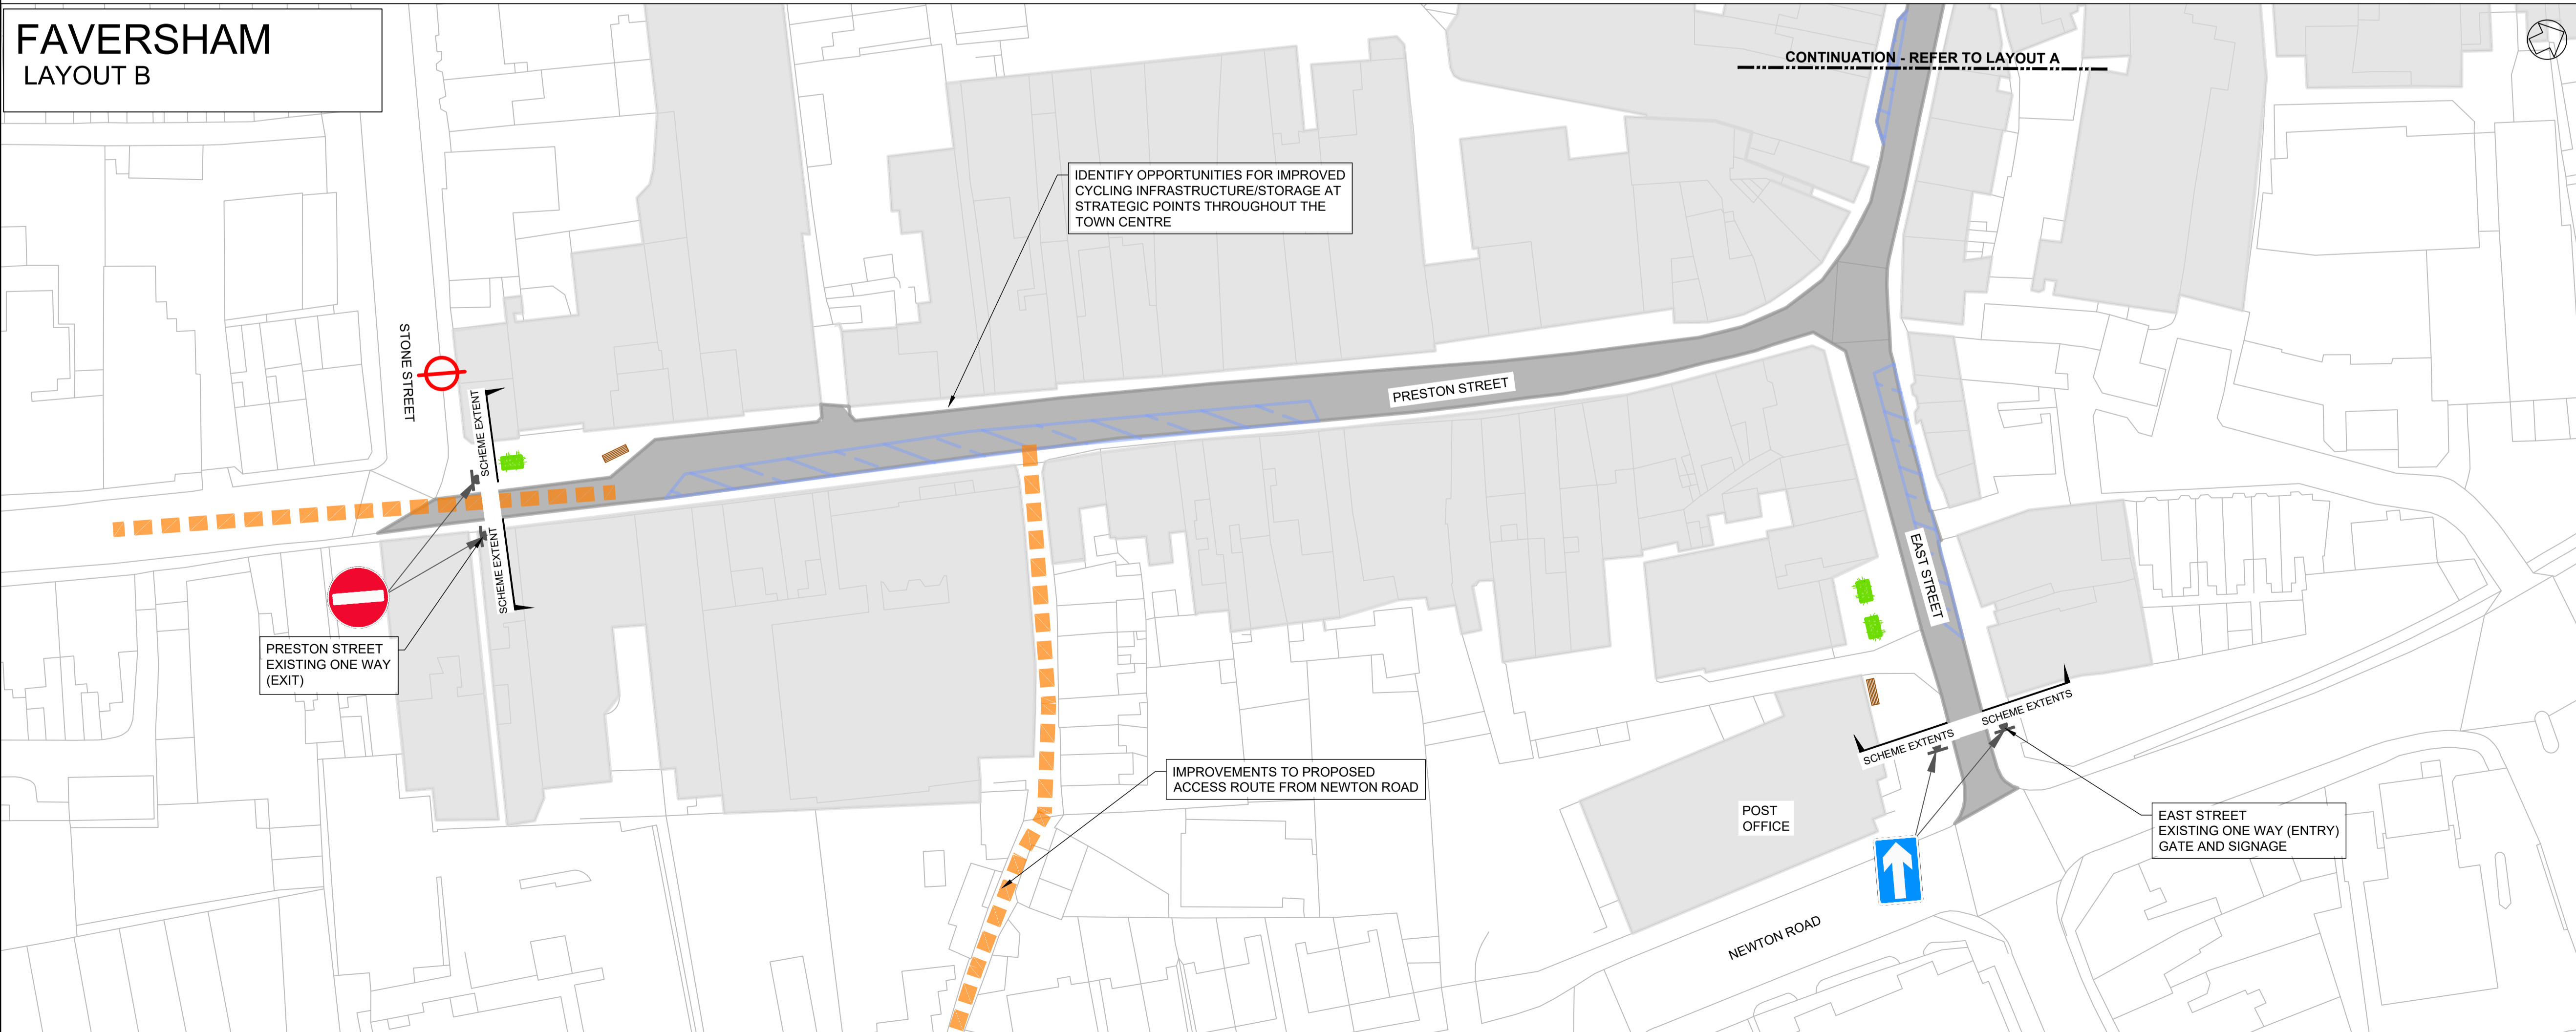 FAVERSHAM
LAYOUT B
CONTINUATION - REFER TO LAYOUT A
IDENTIFY OPPORTUNITIES FOR IMPROVED
CYCLING INFRASTRUCTURE/STORAGE AT
STRATEGIC POINTS THROUGHOUT THE
TOWN CENTRE
STONE STREET
SCHEME EXTENT
PRESTON STREET
SCHEME EXTENT
EAST STREET
PRESTON STREET
EXISTING ONE WAY
(EXIT)
SCHEME EXTENTS
SCHEME EXTENTS
IMPROVEMENTS TO PROPOSED
ACCESS ROUTE FROM NEWTON ROAD
POST
OFFICE
EAST STREET
EXISTING ONE WAY (ENTRY)
GATE AND SIGNAGE
NEWTON ROAD